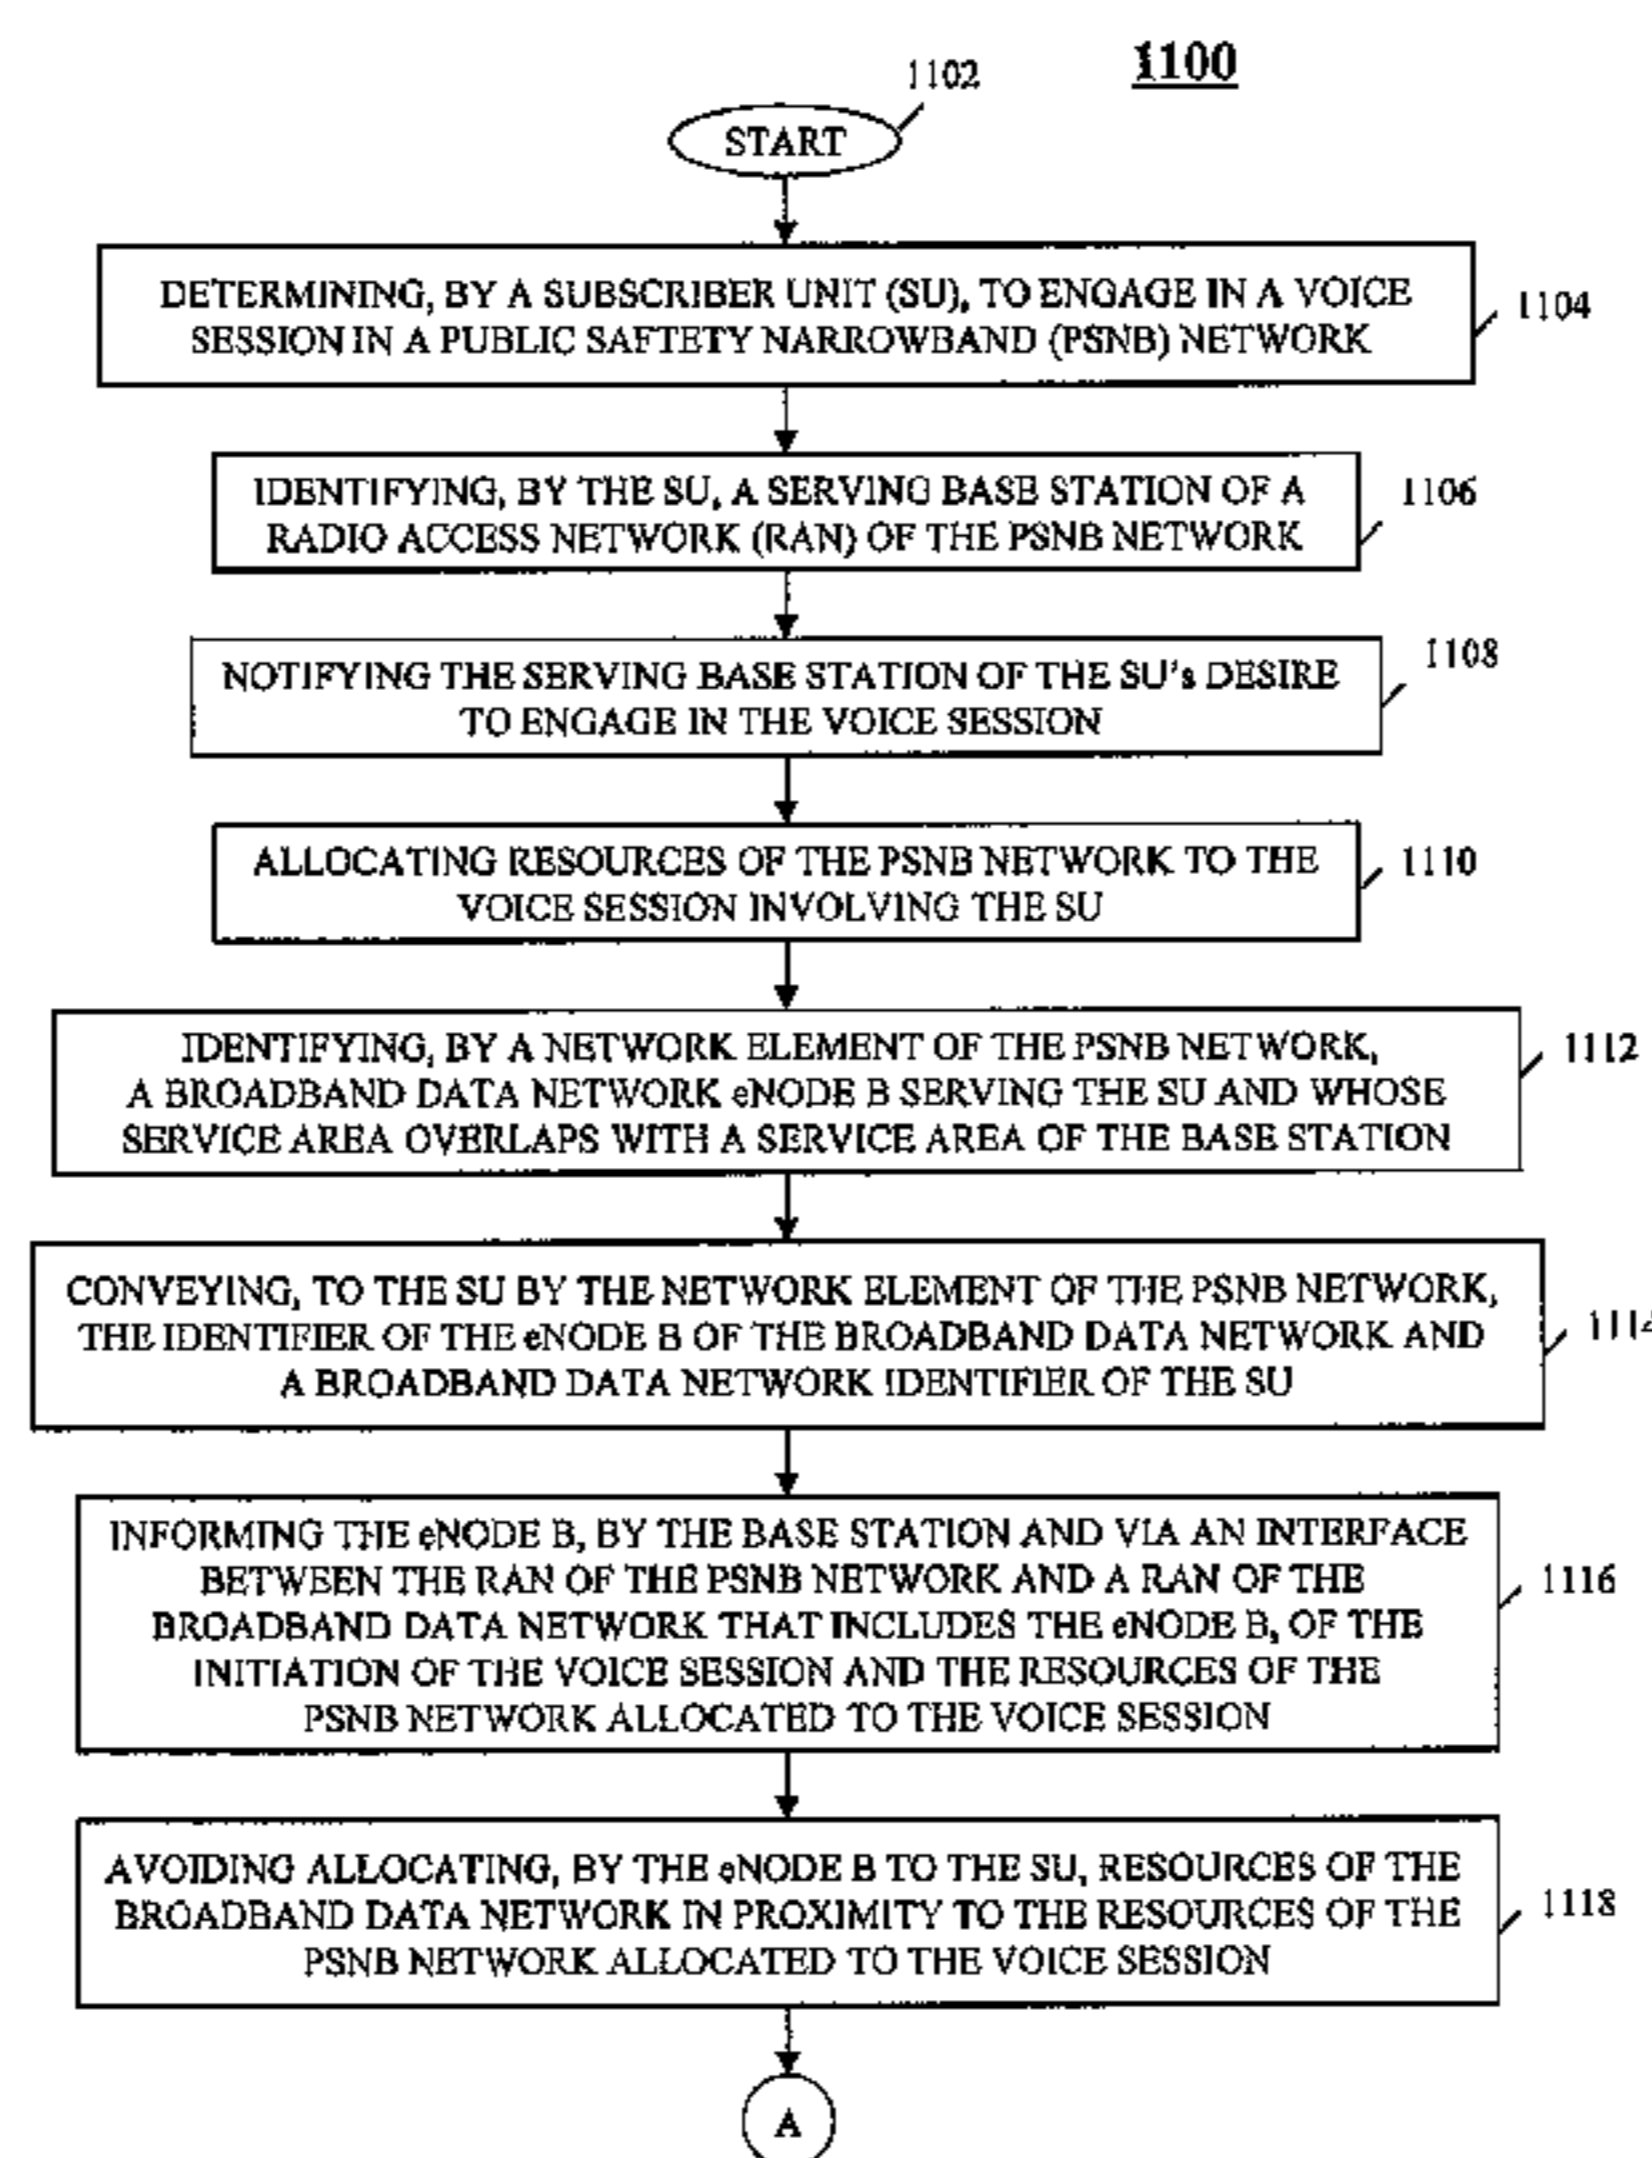 1100
1102
START
DETERMINING, BY A SUBSCRIBER UNIT (SU), TO ENGAGE IN A VOICE
SESSION IN A PUBLIC SAFTETY NARROWBAND (PSNB) NETWORK
1104
IDENTIFYING, BY THE SU, A SERVING BASE STATION OF A
RADIO ACCESS NETWORK (RAN) OF THE PSNB NETWORK
1106
NOTIFYING THE SERVING BASE STATION OF THE SU's DESIRE
TO ENGAGE IN THE VOICE SESSION
1108
ALLOCATING RESOURCES OF THE PSNB NETWORK TO THE
VOICE SESSION INVOLVING THE SU
1110
IDENTIFYING, BY A NETWORK ELEMENT OF THE PSNB NETWORK,
A BROADBAND DATA NETWORK eNODE B SERVING THE SU AND WHOSE
SERVICE AREA OVERLAPS WITH A SERVICE AREA OF THE BASE STATION
1112
CONVEYING, TO THE SU BY THE NETWORK ELEMENT OF THE PSNB NETWORK,
THE IDENTIFIER OF THE eNODE B OF THE BROADBAND DATA NETWORK AND
A BROADBAND DATA NETWORK IDENTIFIER OF THE SU
1114
INFORMING THE eNODE B, BY THE BASE STATION AND VIA AN INTERFACE
BETWEEN THE RAN OF THE PSNB NETWORK AND A RAN OF THE
BROADBAND DATA NETWORK THAT INCLUDES THE eNODE B, OF THE
INITIATION OF THE VOICE SESSION AND THE RESOURCES OF THE
PSNB NETWORK ALLOCATED TO THE VOICE SESSION
1116
AVOIDING ALLOCATING, BY THE eNODE B TO THE SU, RESOURCES OF THE
BROADBAND DATA NETWORK IN PROXIMITY TO THE RESOURCES OF THE
PSNB NETWORK ALLOCATED TO THE VOICE SESSION
1118
A